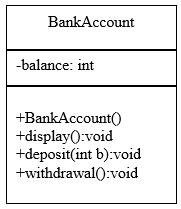 BankAccount
-balance: int
+BankAccount()
+display():void
+deposit(int b):void
+withdrawal():void